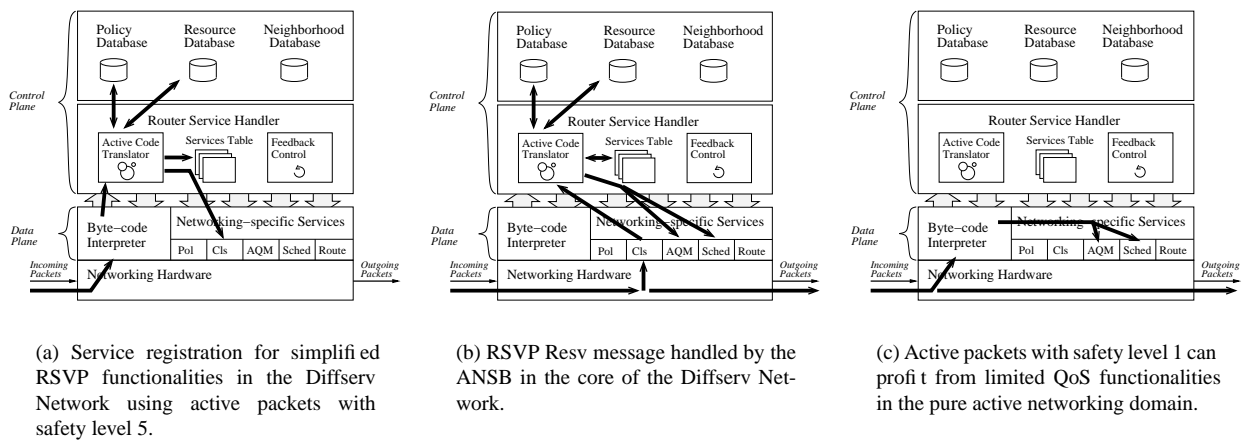 Policy
Database
Resource
Database
Neighborhood
Database
Control
Plane
Router Service Handler
Active Code
Translator
Services Table
Feedback
Control
Data
Plane
Byte−code
Interpreter
Networking−specific Services
Pol Cls AQM Sched Route
Incoming
Packets
Networking Hardware
Outgoing
Packets
(a) Service registration for simplified
RSVP functionalities in the Diffserv
Network using active packets with
safety level 5.
Policy
Database
Resource
Database
Neighborhood
Database
Control
Plane
Router Service Handler
Active Code
Translator
Services Table
Feedback
Control
Data
Plane
Byte−code
Interpreter
Networking−specific Services
Pol Cls AQM Sched Route
Incoming
Packets
Networking Hardware
Outgoing
Packets
(b) RSVP Resv message handled by the
ANSB in the core of the Diffserv Net-
work.
Policy
Database
Resource
Database
Neighborhood
Database
Control
Plane
Router Service Handler
Active Code
Translator
Services Table
Feedback
Control
Data
Plane
Byte−code
Interpreter
Networking−specific Services
Pol Cls AQM Sched Route
Incoming
Packets
Networking Hardware
Outgoing
Packets
(c) Active packets with safety level 1 can
profit from limited QoS functionalities
in the pure active networking domain.